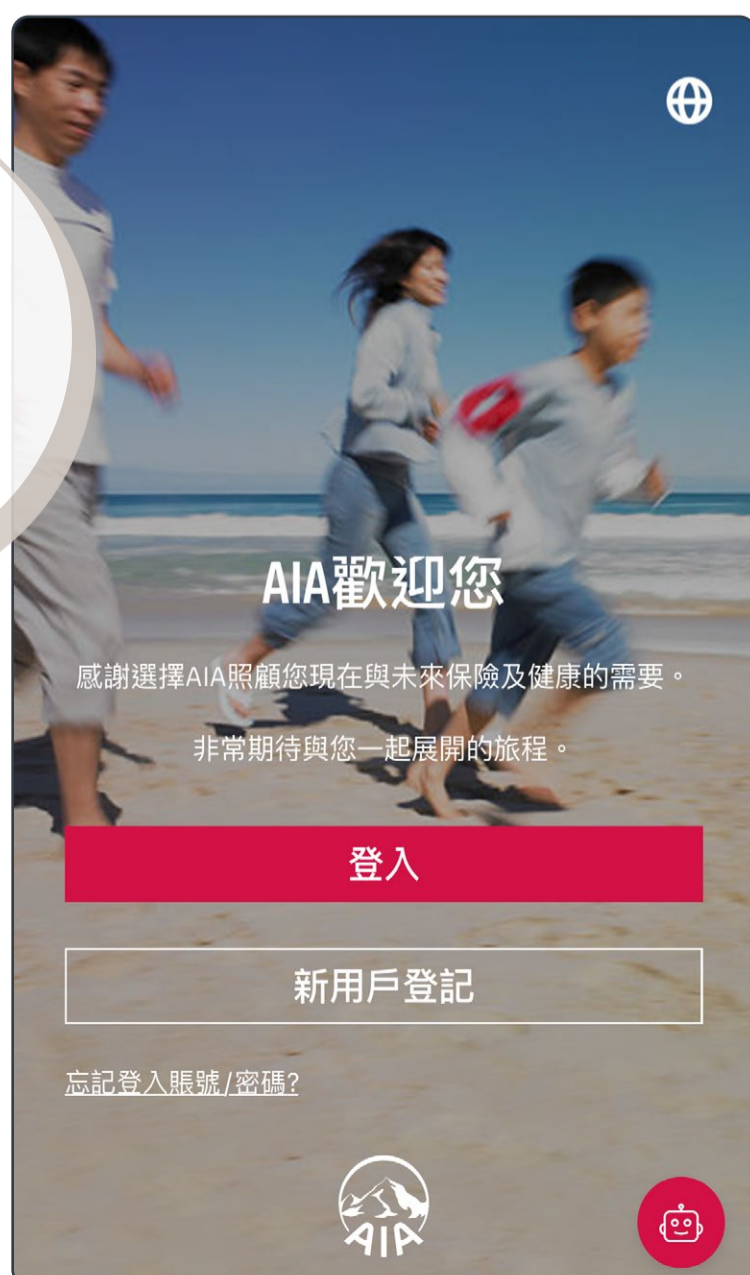 AIA歡迎您
感謝選擇AIA照顧您現在與未來保險及健康的需要。
非常期待與您一起展開的旅程。
登入
新用戶登記
忘記登入賬號/密碼?
AIA